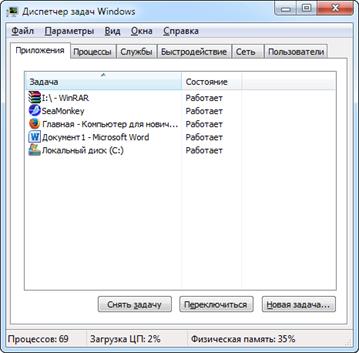 Диспетчер задач Windows
Файл Параметры Вид Окна Справка
Приложения Процессы Службы Быстродействие Сеть Пользователи
Задача Состояние
I:\ - WinRAR Работает
SeaMonkey Работает
Главная - Компьютер для нович... Работает
Документ1 - Microsoft Word Работает
Локальный диск (C:) Работает
Снять задачу Переключиться Новая задача...
Процессов: 69 Загрузка ЦП: 2% Физическая память: 35%